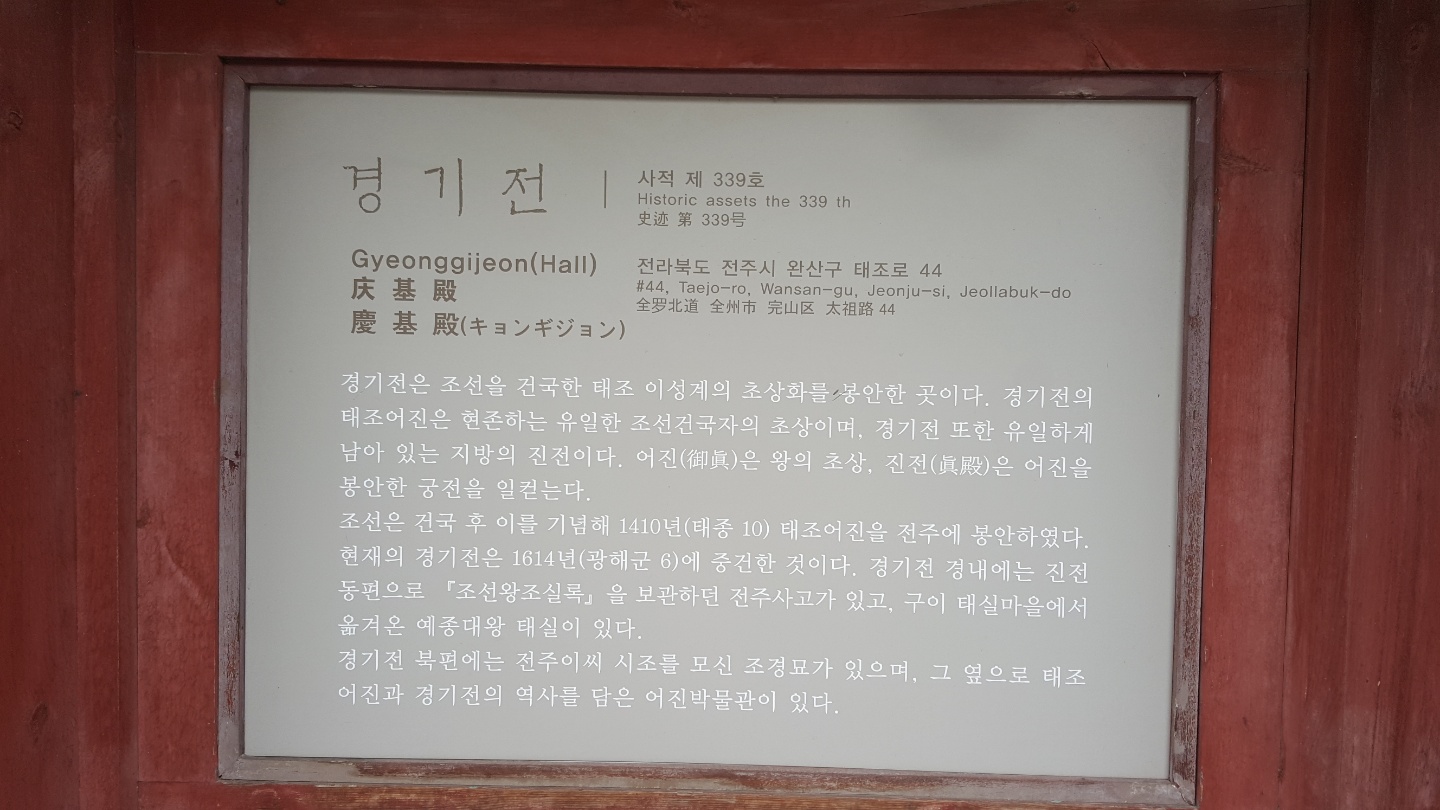 경기전
사적 제 339호
Historic assets the 339 th
史迹 第 339号
Gyeonggijeon(Hall)
庆基殿
慶基殿(キョンギジョン)
전라북도 전주시 완산구 태조로 44
#44, Taejo-ro, Wansan-gu, Jeonju-si, Jeollabuk-do
全罗北道 全州市 完山区 太祖路 44
경기전은 조선을 건국한 태조 이성계의 초상화를 봉안한 곳이다. 경기전의
태조어진은 현존하는 유일한 조선건국자의 초상이며, 경기전 또한 유일하게
남아 있는 지방의 진전이다. 어진(御眞)은 왕의 초상, 진전(眞殿)은 어진을
봉안한 궁전을 일컫는다.
조선은 건국 후 이를 기념해 1410년(태종 10) 태조어진을 전주에 봉안하였다.
현재의 경기전은 1614년(광해군 6)에 중건한 것이다. 경기전 경내에는 진전
동편으로 『조선왕조실록』을 보관하던 전주사고가 있고, 구이 태실마을에서
옮겨온 예종대왕 태실이 있다.
경기전 북편에는 전주이씨 시조를 모신 조경묘가 있으며, 그 옆으로 태조
어진과 경기전의 역사를 담은 어진박물관이 있다.